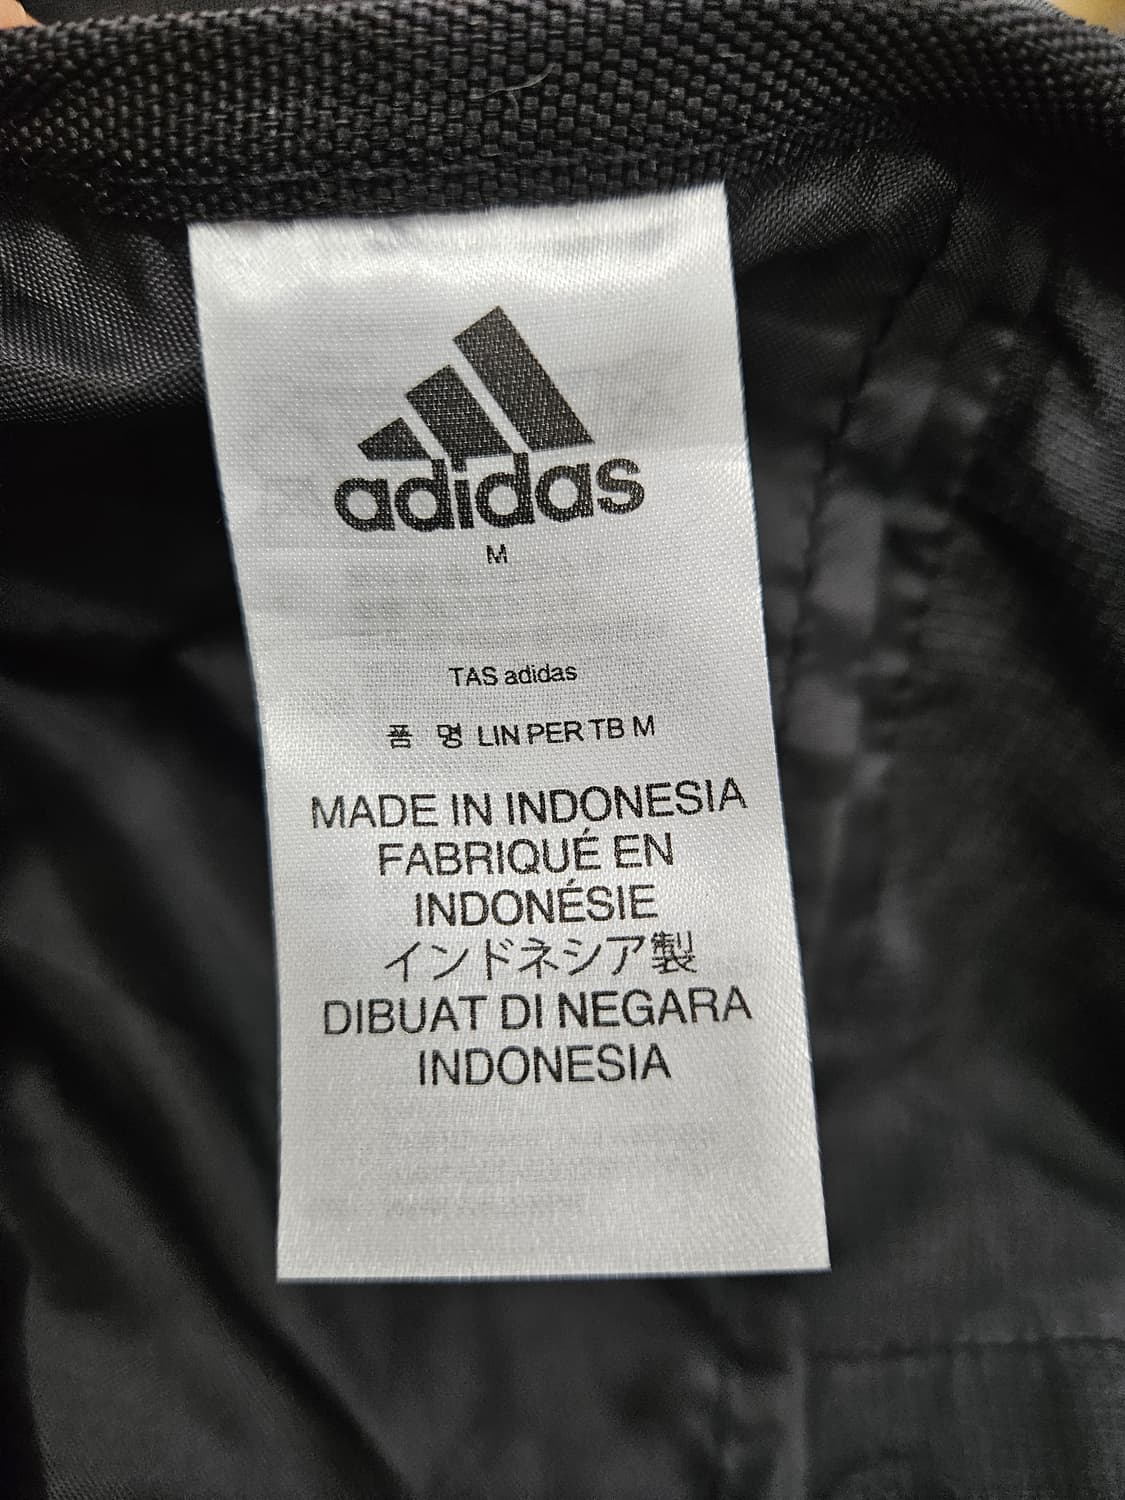 adidas
M
TAS adidas
품 명 LIN PER TB M
MADE IN INDONESIA
FABRIQUÉ EN
INDONÉSIE
インドネシア製
DIBUAT DI NEGARA
INDONESIA